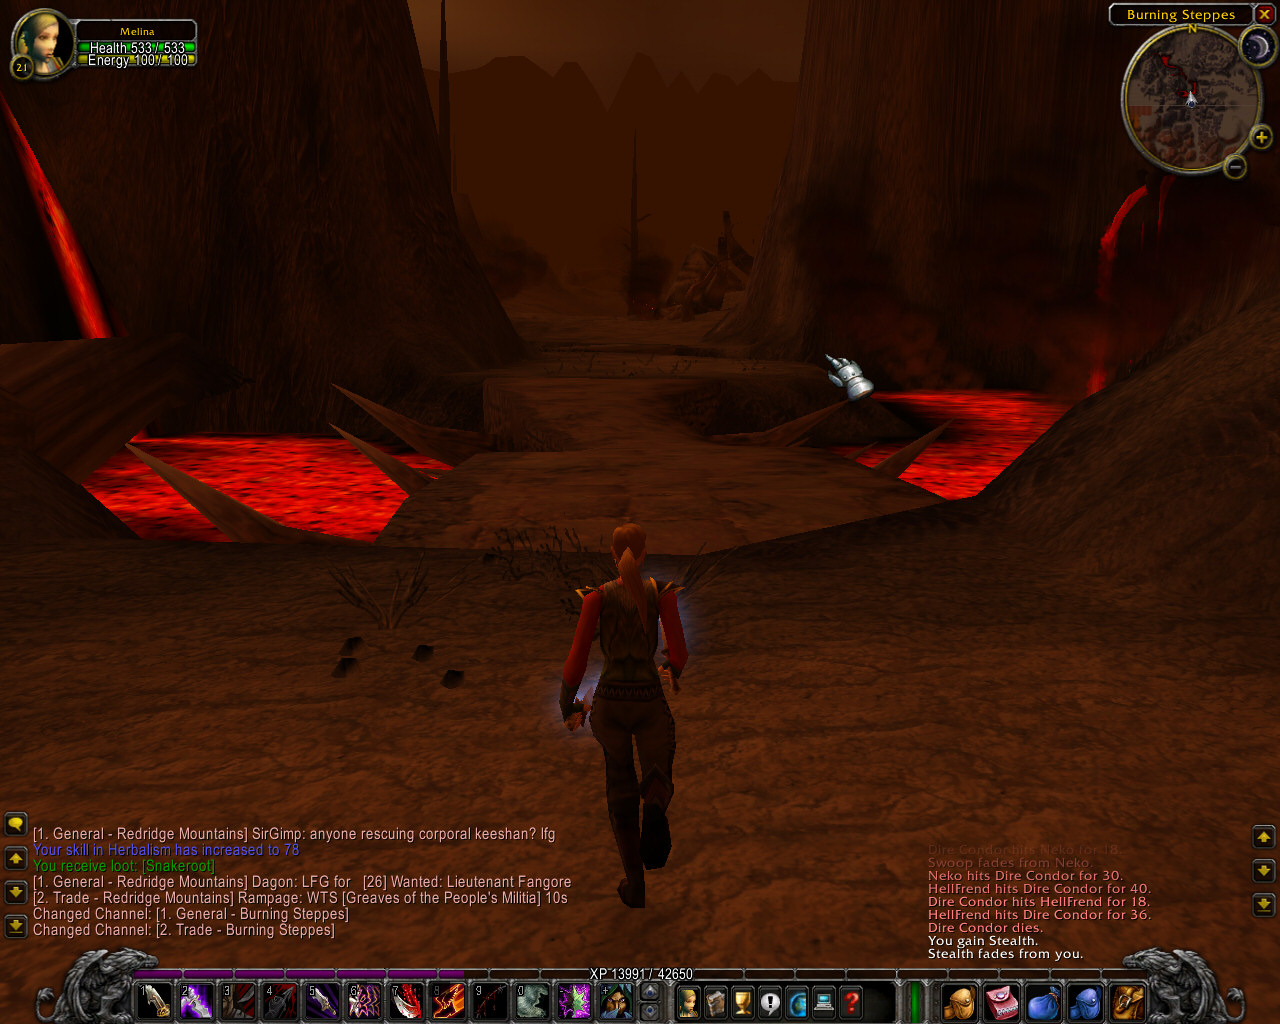 Melina
Health 533 / 533
Energy 100 / 100
21
Burning Steppes
N
[1. General - Redridge Mountains] SirGimp: anyone rescuing corporal keeshan? lfg
Your skill in Herbalism has increased to 78
You receive loot: [Snakeroot]
[1. General - Redridge Mountains] Dagon: LFG for [26] Wanted: Lieutenant Fangore
[2. Trade - Redridge Mountains] Rampage: WTS [Greaves of the People's Militia] 10s
Changed Channel: [1. General - Burning Steppes]
Changed Channel: [2. Trade - Burning Steppes]
Dire Condor hits Neko for 18.
Swoop fades from Neko.
Neko hits Dire Condor for 30.
HellFrend hits Dire Condor for 40.
Dire Condor hits HellFrend for 18.
HellFrend hits Dire Condor for 36.
Dire Condor dies.
You gain Stealth.
Stealth fades from you.
XP 13991 / 42650
1 2 3 4 5 6 7 8 9 0 - +